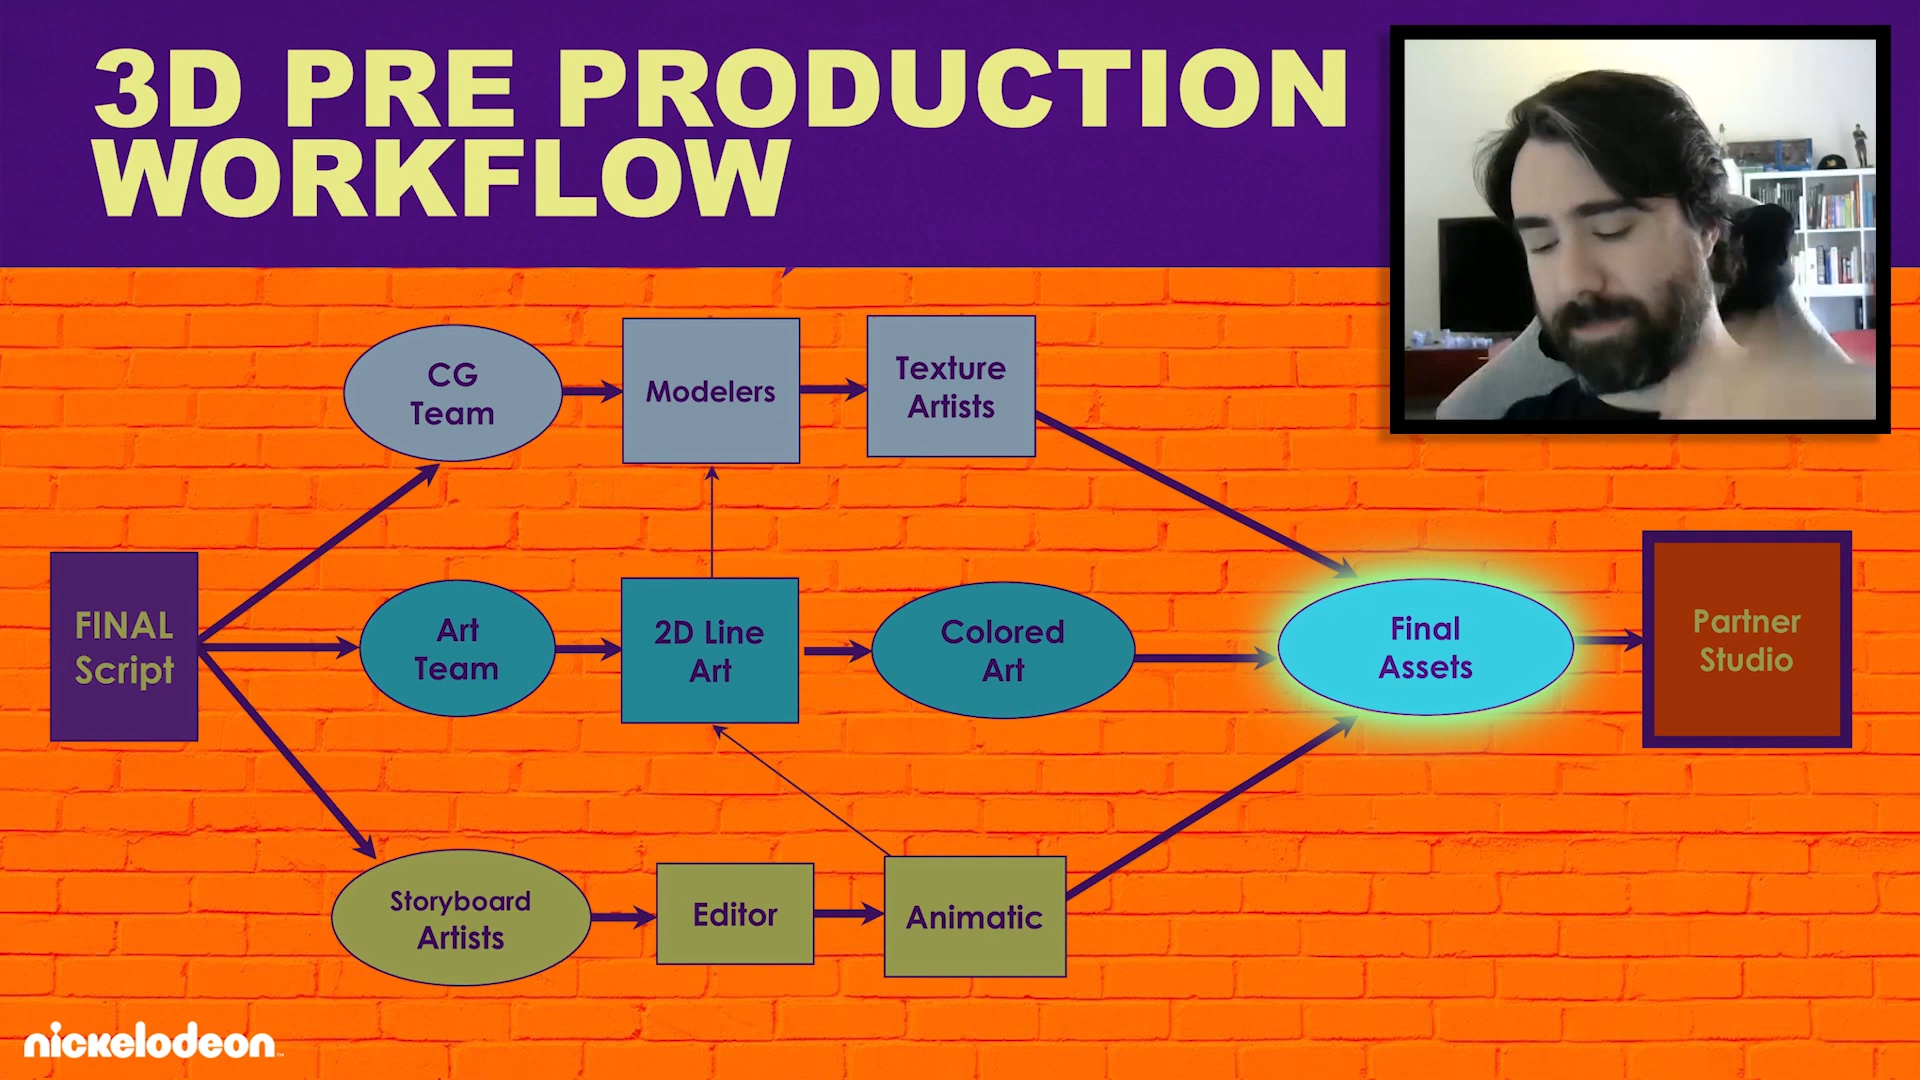 3D PRE PRODUCTION
WORKFLOW
CG
Team
Modelers
Texture
Artists
FINAL
Script
Art
Team
2D Line
Art
Colored
Art
Final
Assets
Partner
Studio
Storyboard
Artists
Editor
Animatic
nickelodeon